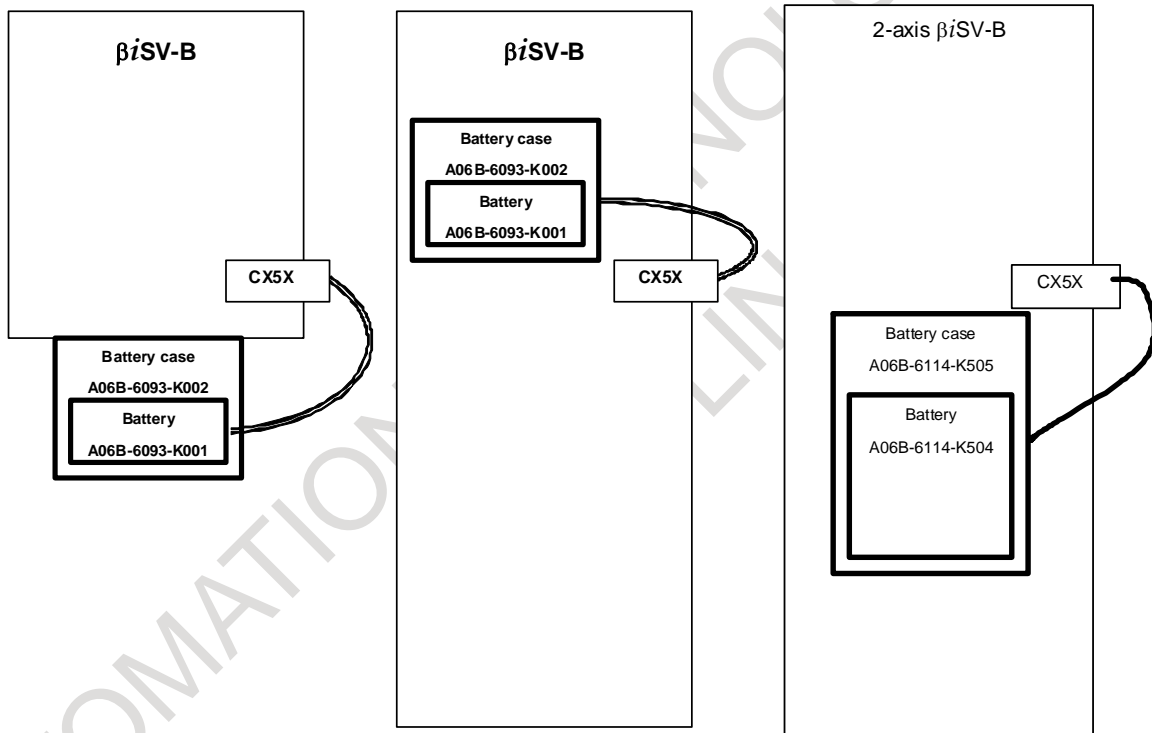 βiSV-B
CX5X
Battery case
A06B-6093-K002
Battery
A06B-6093-K001
βiSV-B
Battery case
A06B-6093-K002
Battery
A06B-6093-K001
CX5X
2-axis βiSV-B
CX5X
Battery case
A06B-6114-K505
Battery
A06B-6114-K504